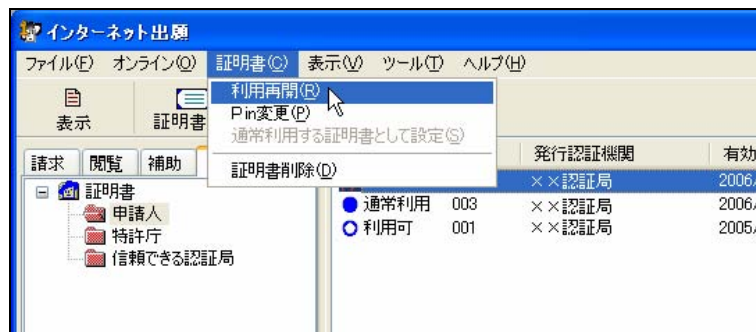 インターネット出願
ファイル(F) オンライン(O) 証明書(C) 表示(V) ツール(T) ヘルプ(H)
表示 証明書
利用再開(R)
Pin変更(P)
通常利用する証明書として設定(S)
証明書削除(D)
請求 閲覧 補助
発行認証機関 有効
証明書
申請人
特許庁
信頼できる認証局
××認証局 2006/
通常利用 003 ××認証局 2006/
利用可 001 ××認証局 2005/